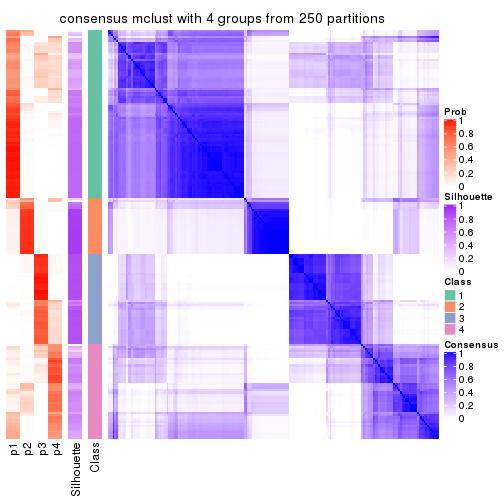 consensus mclust with 4 groups from 250 partitions
Prob
1
0.8
0.6
0.4
0.2
0
Silhouette
1
0.8
0.6
0.4
0.2
0
Class
1
2
3
4
Consensus
1
0.8
0.6
0.4
0.2
0
p1
p2
p3
p4
Silhouette
Class